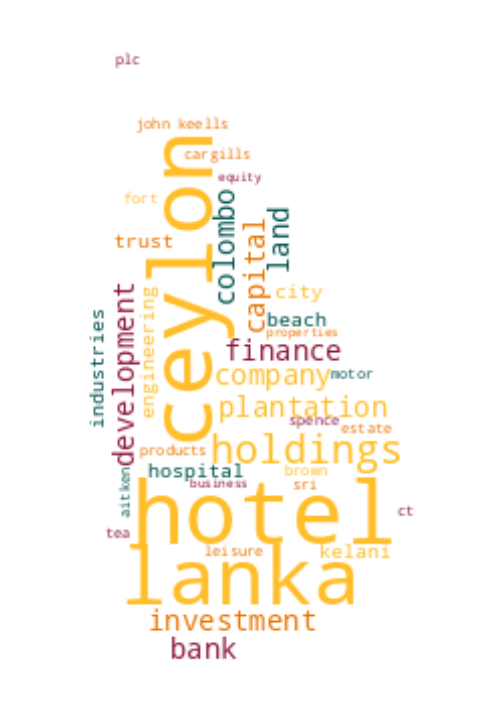 plc
john keells
cargills
equity
fort
ceylon
colombo
land
trust
capital
city
development
engineering
industries
beach
properties
finance
company
motor
plantation
spence
estate
holdings
products
hospital
brown
business
sri
aitken
hotel
ct
tea
leisure
kelani
lanka
investment
bank